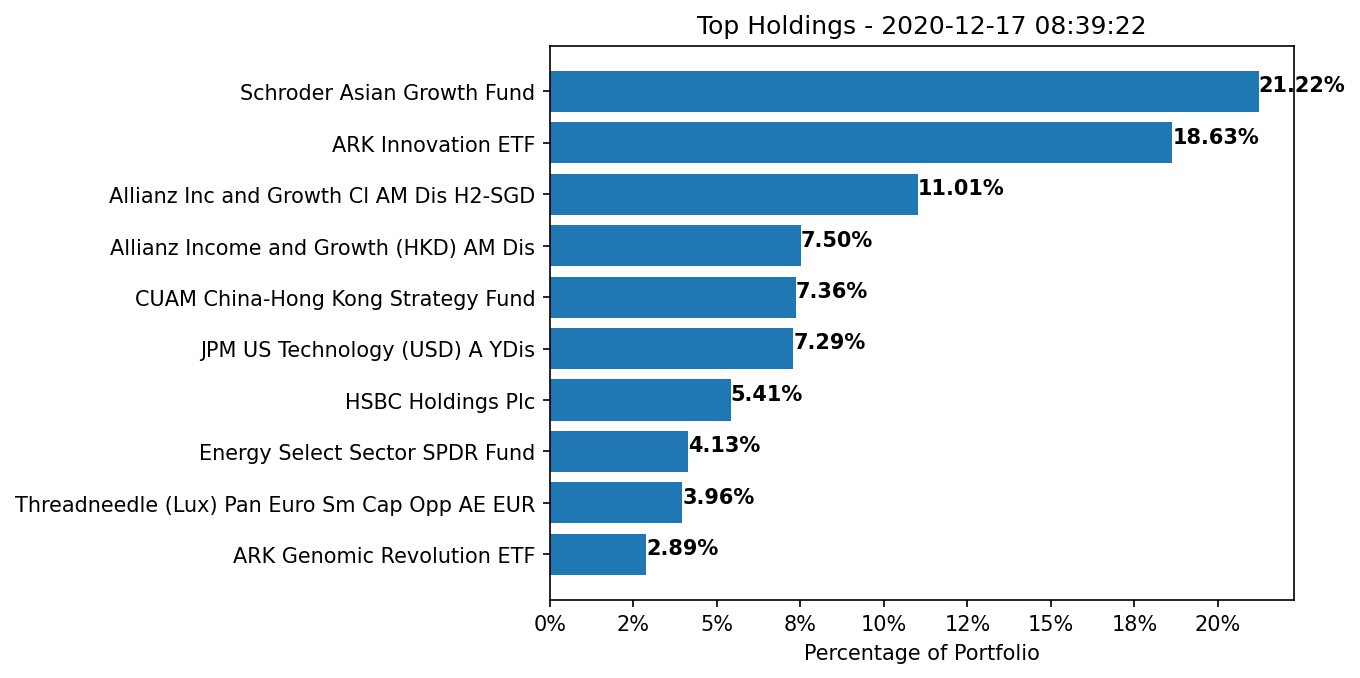 Top Holdings - 2020-12-17 08:39:22
Schroder Asian Growth Fund 21.22%
ARK Innovation ETF 18.63%
Allianz Inc and Growth Cl AM Dis H2-SGD 11.01%
Allianz Income and Growth (HKD) AM Dis 7.50%
CUAM China-Hong Kong Strategy Fund 7.36%
JPM US Technology (USD) A YDis 7.29%
HSBC Holdings Plc 5.41%
Energy Select Sector SPDR Fund 4.13%
Threadneedle (Lux) Pan Euro Sm Cap Opp AE EUR 3.96%
ARK Genomic Revolution ETF 2.89%
0% 2% 5% 8% 10% 12% 15% 18% 20%
Percentage of Portfolio